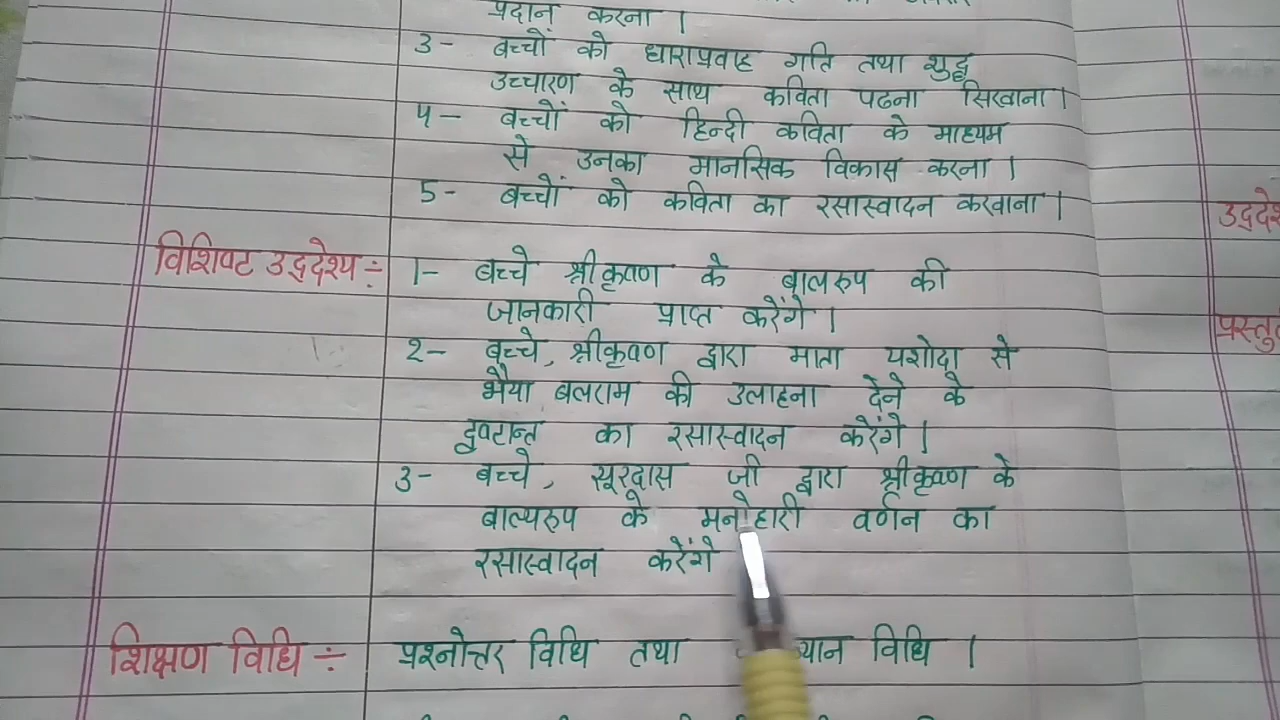 प्रदान करना ।
3- बच्चों को धाराप्रवाह गति तथा शुद्ध
उच्चारण के साथ कविता पढना सिखाना ।
4- बच्चों को हिन्दी कविता के माध्यम
से उनका मानसिक विकास करना ।
5- बच्चों को कविता का रसास्वादन करवाना ।
विशिष्ट उद्देश्य ÷ 1- बच्चे श्रीकृष्ण के बालरूप की
जानकारी प्राप्त करेंगे ।
2- बच्चे, श्रीकृष्ण द्वारा माता यशोदा से
भैया बलराम की उलाहना देने के
दृष्टान्त का रसास्वादन करेंगे ।
3- बच्चे, सूरदास जी द्वारा श्रीकृष्ण के
बाल्यरूप के मनोहारी वर्णन का
रसास्वादन करेंगे
शिक्षण विधि ÷ प्रश्नोत्तर विधि तथा विधि ।